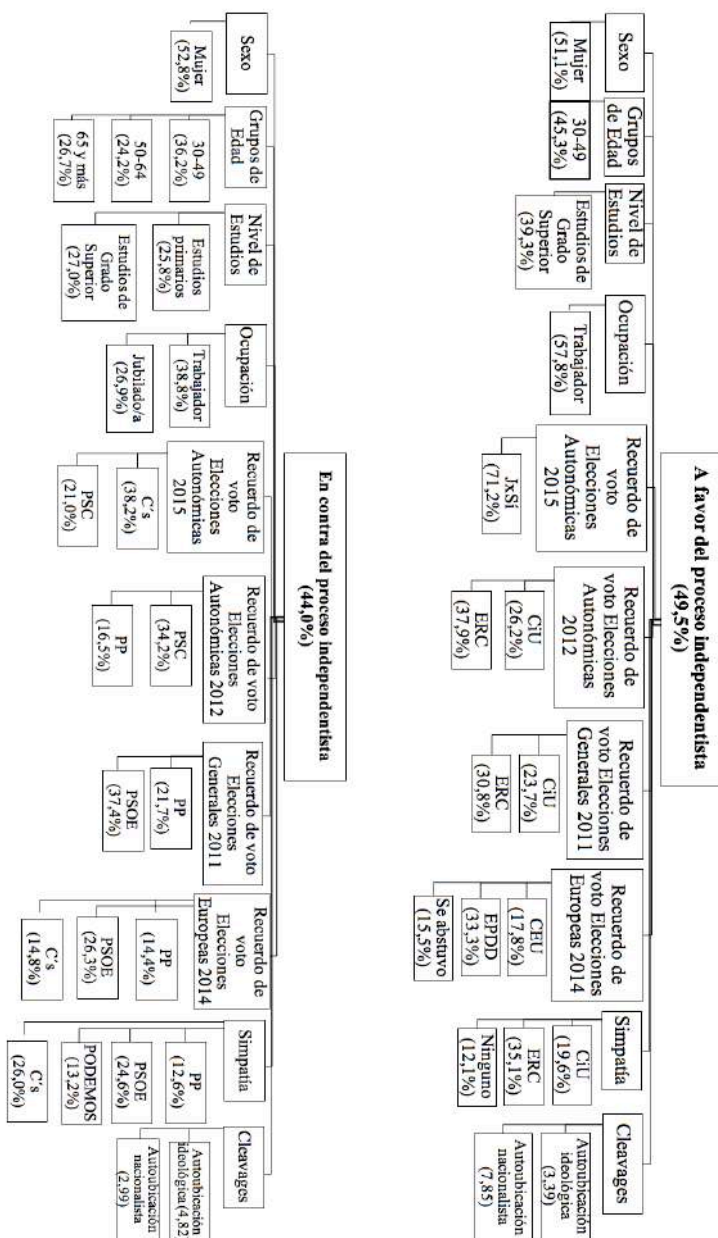 A favor del proceso independentista
(49,5%)
Sexo
Mujer
(51,1%)
Grupos
de Edad
30-49
(45,3%)
Nivel de
Estudios
Estudios de
Grado
Superior
(39,3%)
Ocupación
Trabajador
(57,8%)
Recuerdo de
voto
Elecciones
Autonómicas
2015
JxSí
(71,2%)
Recuerdo de
voto Elecciones
Autonómicas
2012
CiU
(26,2%)
ERC
(37,9%)
Recuerdo de
voto Elecciones
Generales 2011
CiU
(23,7%)
ERC
(30,8%)
Recuerdo de
voto Elecciones
Europeas 2014
CEU
(17,8%)
EPDD
(33,3%)
Se abstuvo
(15,5%)
Simpatía
CiU
(19,6%)
ERC
(35,1%)
Ninguno
(12,1%)
Cleavages
Autoubicación
ideológica
(3,39)
Autoubicación
nacionalista
(7,85)
En contra del proceso independentista
(44,0%)
Sexo
Mujer
(52,8%)
Grupos de
Edad
30-49
(36,2%)
50-64
(24,2%)
65 y más
(26,7%)
Nivel de
Estudios
Estudios
primarios
(25,8%)
Estudios de
Grado
Superior
(27,0%)
Ocupación
Trabajador
(38,8%)
Jubilado/a
(26,9%)
Recuerdo de
voto
Elecciones
Autonómicas
2015
C´s
(38,2%)
PSC
(21,0%)
Recuerdo de voto
Elecciones
Autonómicas 2012
PSC
(34,2%)
PP
(16,5%)
Recuerdo de voto
Elecciones
Generales 2011
PP
(21,7%)
PSOE
(37,4%)
Recuerdo de
voto
Elecciones
Europeas 2014
PP
(14,4%)
PSOE
(26,3%)
C´s
(14,8%)
Simpatía
PP
(12,6%)
PSOE
(24,6%)
PODEMOS
(13,2%)
C´s
(26,0%)
Cleavages
Autoubicación
ideológica (4,82
Autoubicación
nacionalista
(2,99)